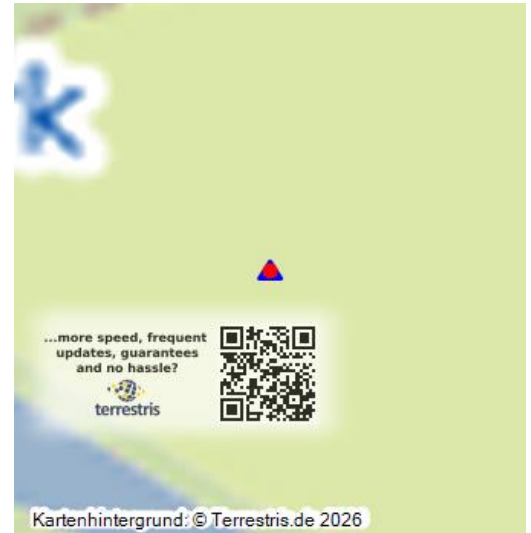 k
...more speed, frequent
updates, guarantees
and no hassle?
terrestris
Kartenhintergrund: © Terrestris.de 2026